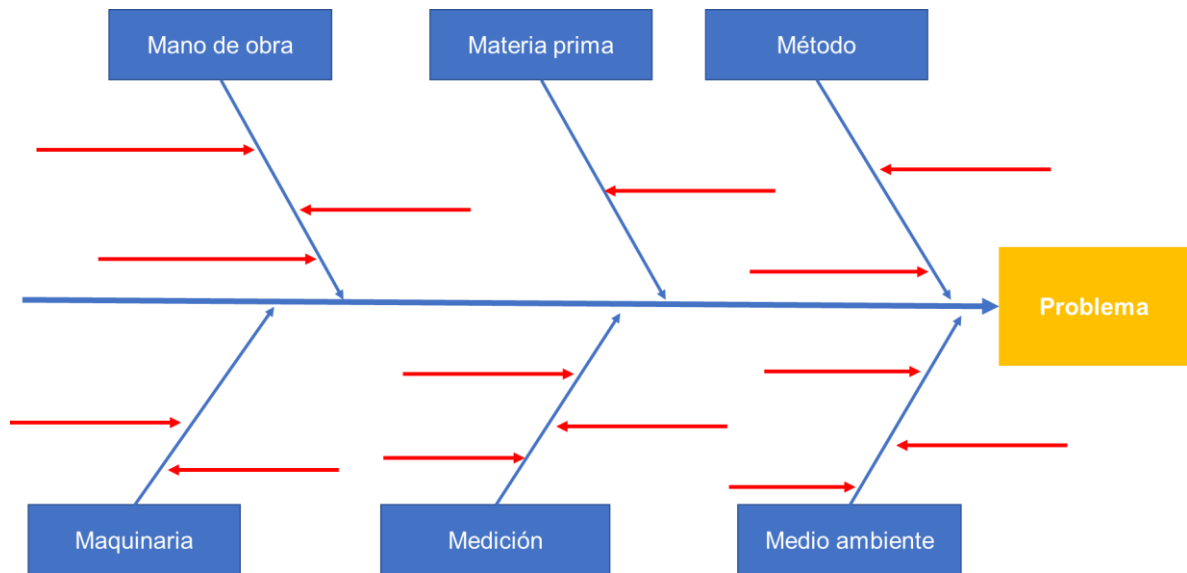 Mano de obra
Materia prima
Método
Problema
Maquinaria
Medición
Medio ambiente